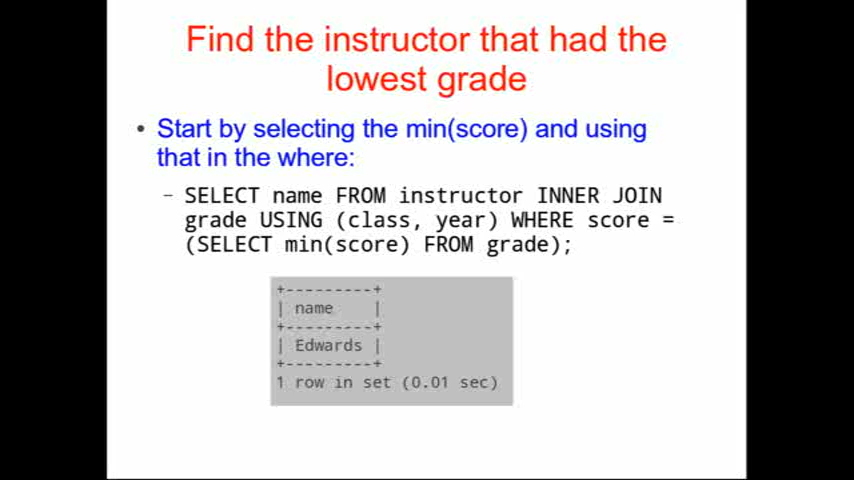 Find the instructor that had the
lowest grade
• Start by selecting the min(score) and using
that in the where:
– SELECT name FROM instructor INNER JOIN
grade USING (class, year) WHERE score =
(SELECT min(score) FROM grade);
+---------+
| name    |
+---------+
| Edwards |
+---------+
1 row in set (0.01 sec)